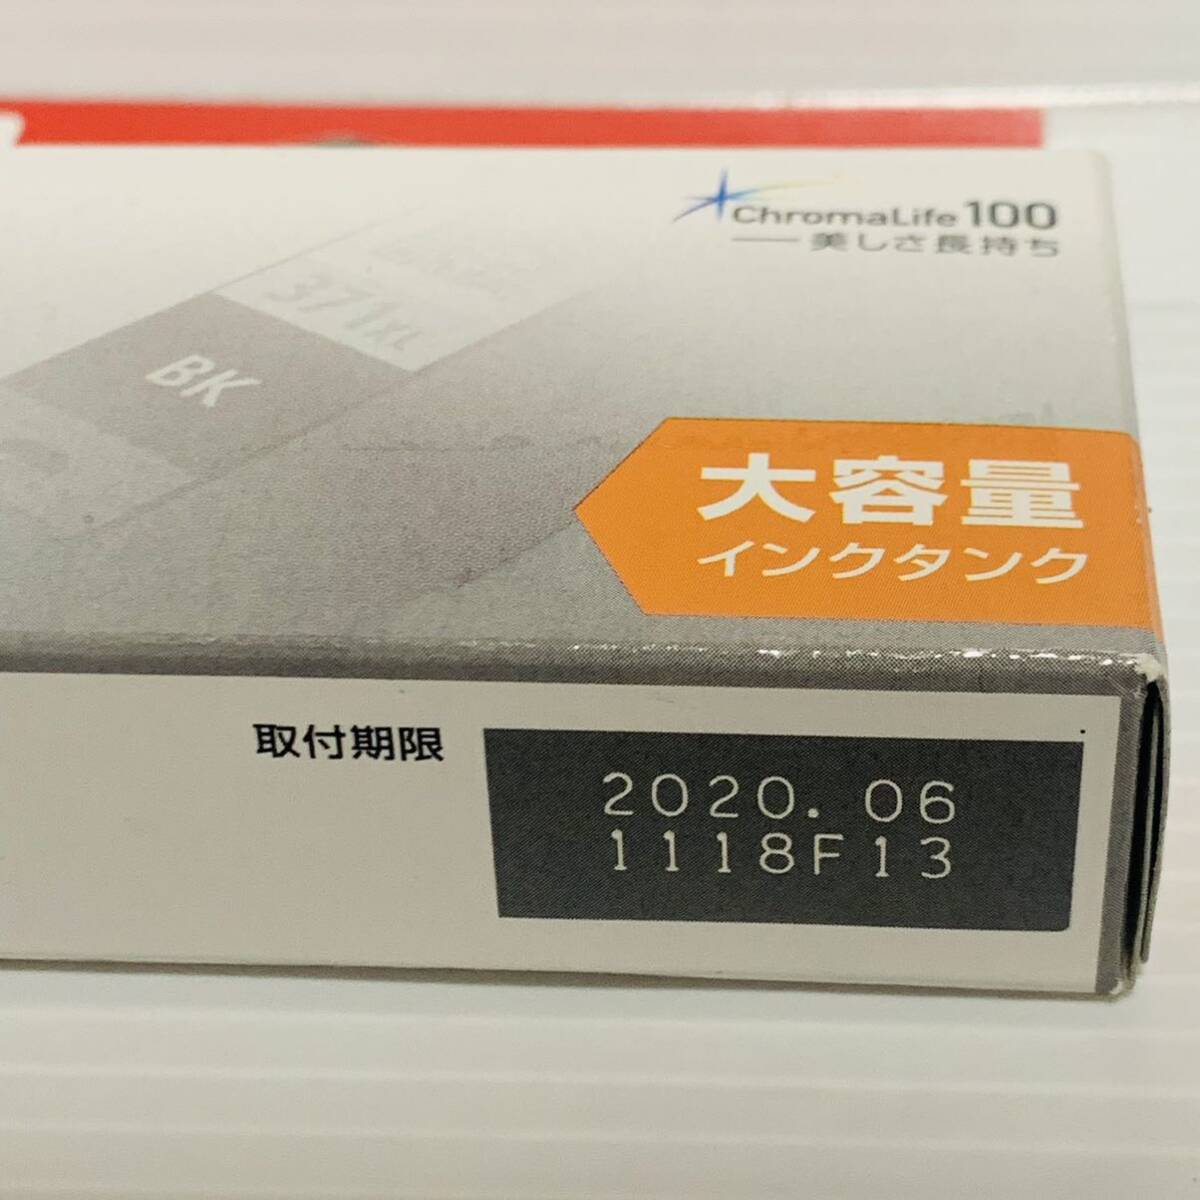 ChromaLife100
美しさ長持ち
371XL
BK
大容量
インクタンク
取付期限
2020.06
1118F13